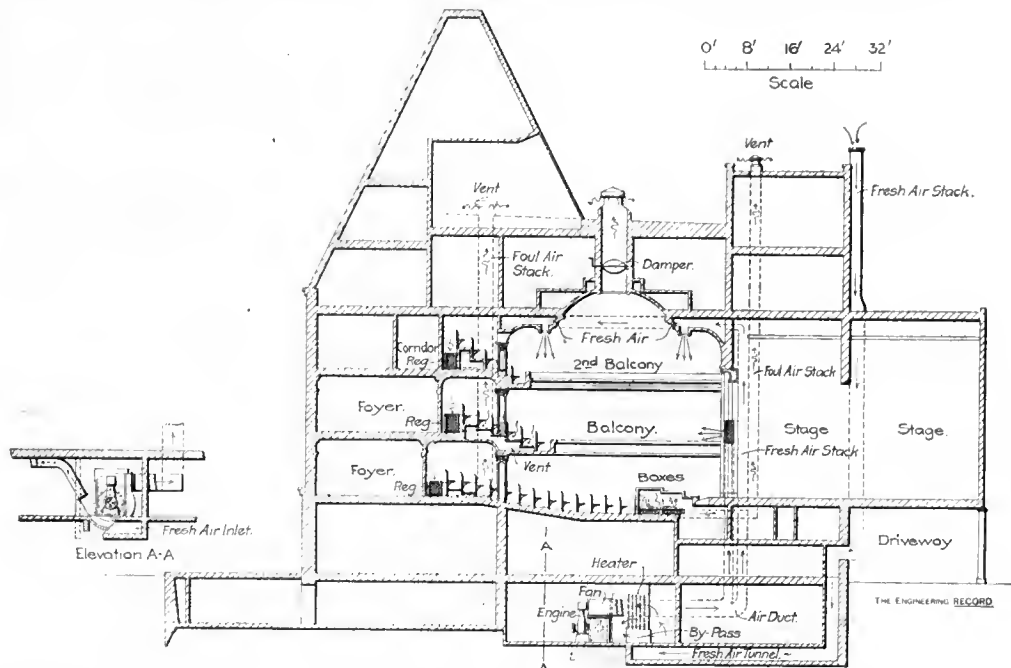 0' 8' 16' 24' 32'
Scale
Vent
Fresh Air Stack.
Vent
Foul Air
Stack.
Damper.
Fresh Air
Corridor
Reg.
2nd Balcony
Foul Air Stack
Foyer.
Reg.
Balcony.
Stage
Stage.
Fresh Air Stack
Vent
Foyer.
Reg
Boxes
Fresh Air Inlet.
Elevation A-A
A
Heater
Driveway
Fan
Engine
THE ENGINEERING RECORD
Air Duct.
By-Pass
Fresh Air Tunnel.
A